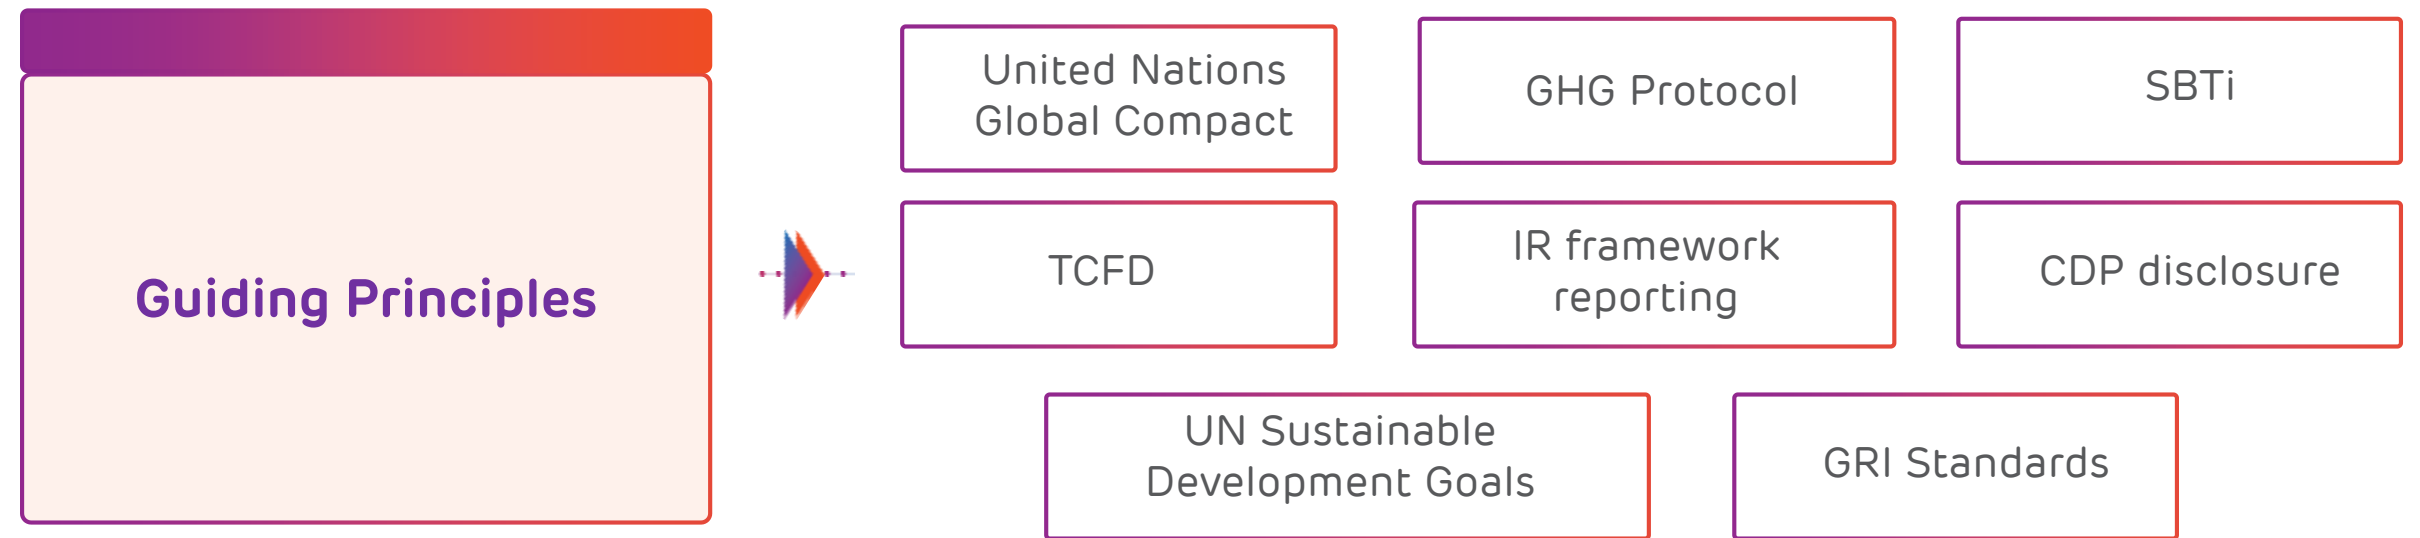 Guiding Principles
United Nations
Global Compact
GHG Protocol
SBTi
TCFD
IR framework
reporting
CDP disclosure
UN Sustainable
Development Goals
GRI Standards